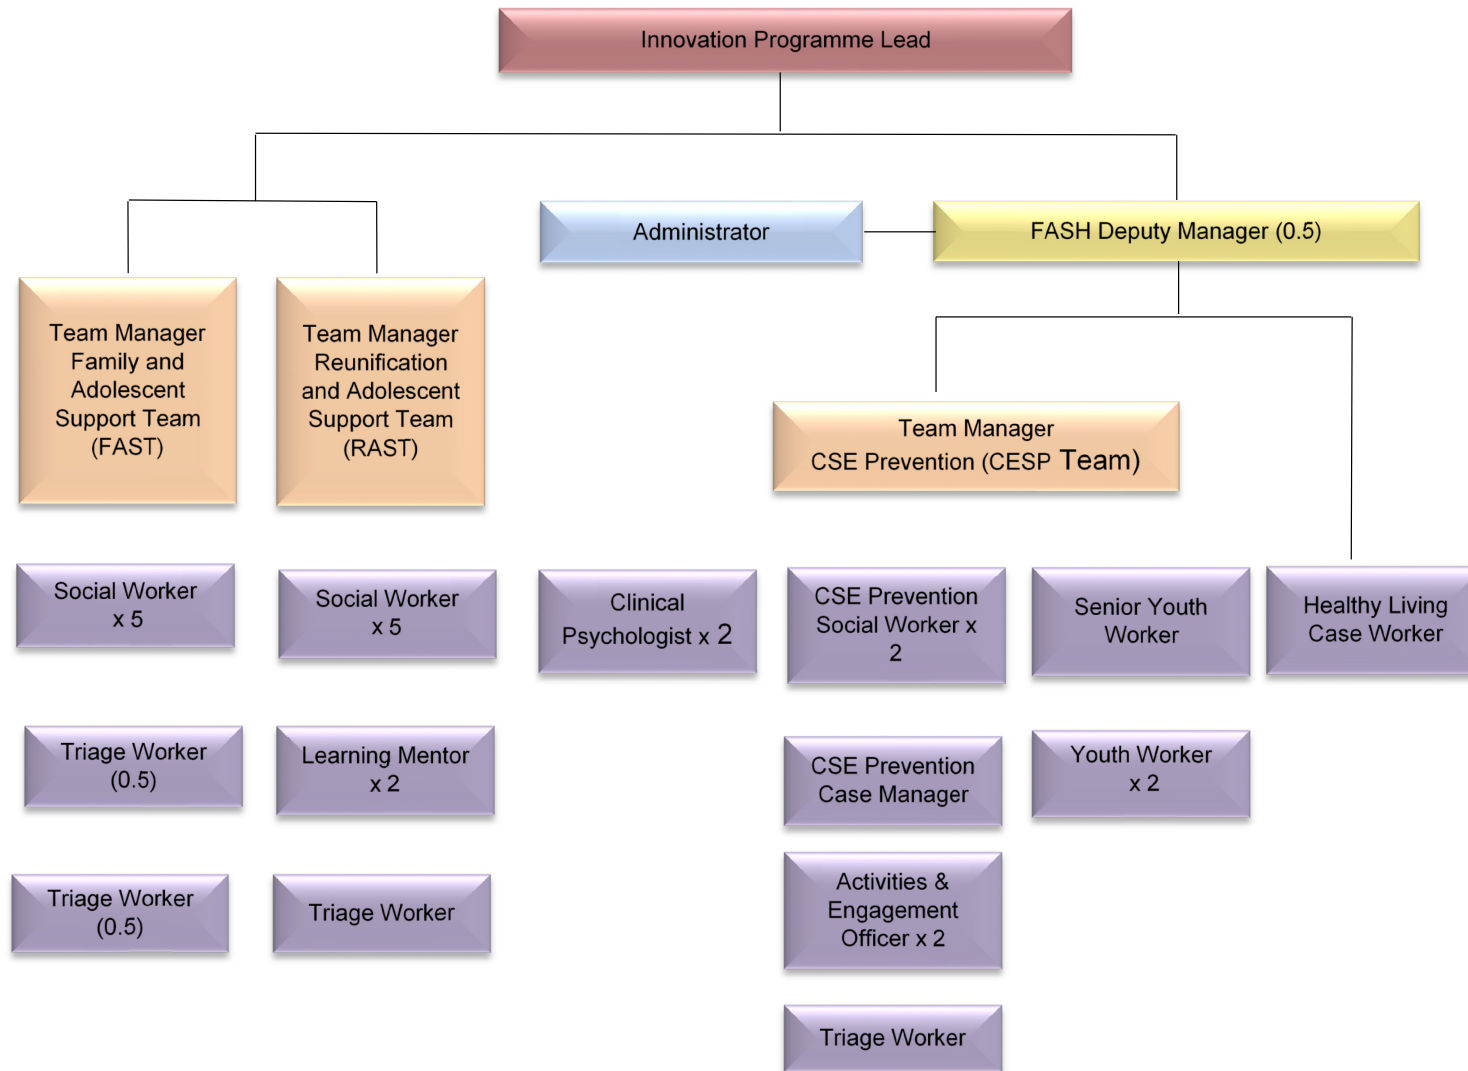 Innovation Programme Lead
Administrator
FASH Deputy Manager (0.5)
Team Manager
Family and
Adolescent
Support Team
(FAST)
Team Manager
Reunification
and Adolescent
Support Team
(RAST)
Team Manager
CSE Prevention (CESP Team)
Social Worker
x 5
Social Worker
x 5
Clinical
Psychologist x 2
CSE Prevention
Social Worker x
2
Senior Youth
Worker
Healthy Living
Case Worker
Triage Worker
(0.5)
Learning Mentor
x 2
CSE Prevention
Case Manager
Youth Worker
x 2
Triage Worker
(0.5)
Triage Worker
Activities &
Engagement
Officer x 2
Triage Worker